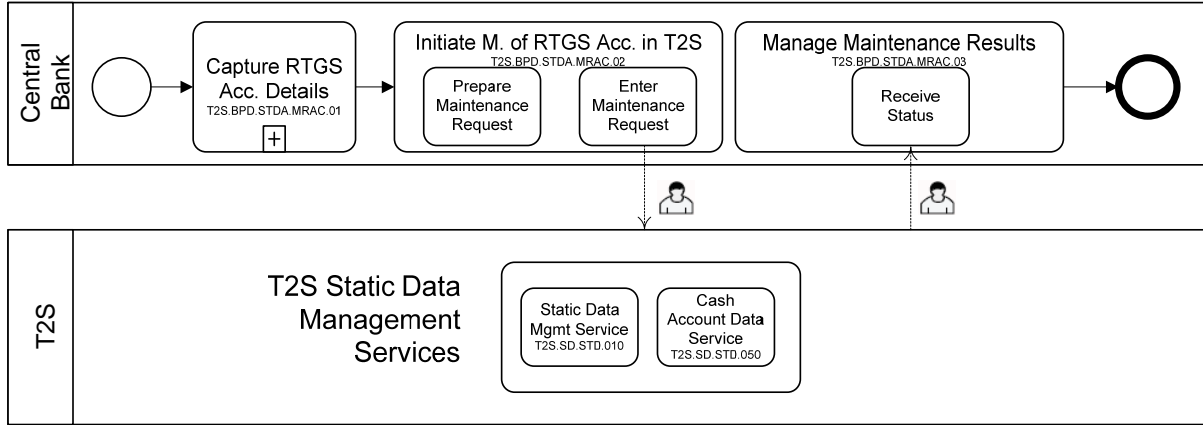 Central
Bank
Capture RTGS
Acc. Details
T2S.BPD.STDA.MRAC.01
+
Initiate M. of RTGS Acc. in T2S
T2S.BPD.STDA.MRAC.02
Prepare
Maintenance
Request
Enter
Maintenance
Request
Manage Maintenance Results
T2S.BPD.STDA.MRAC.03
Receive
Status
T2S
T2S Static Data
Management
Services
Static Data
Mgmt Service
T2S.SD.STD.010
Cash
Account Data
Service
T2S.SD.STD.050